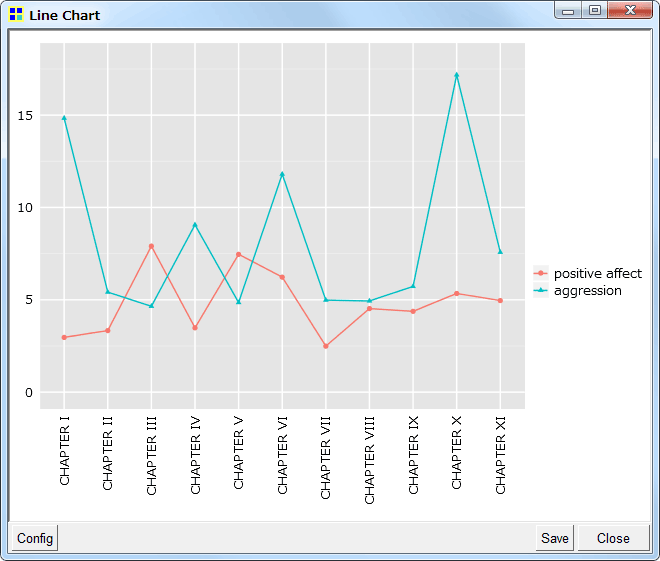 Line Chart
15
10
5
0
positive affect
aggression
CHAPTER I
CHAPTER II
CHAPTER III
CHAPTER IV
CHAPTER V
CHAPTER VI
CHAPTER VII
CHAPTER VIII
CHAPTER IX
CHAPTER X
CHAPTER XI
Config
Save
Close